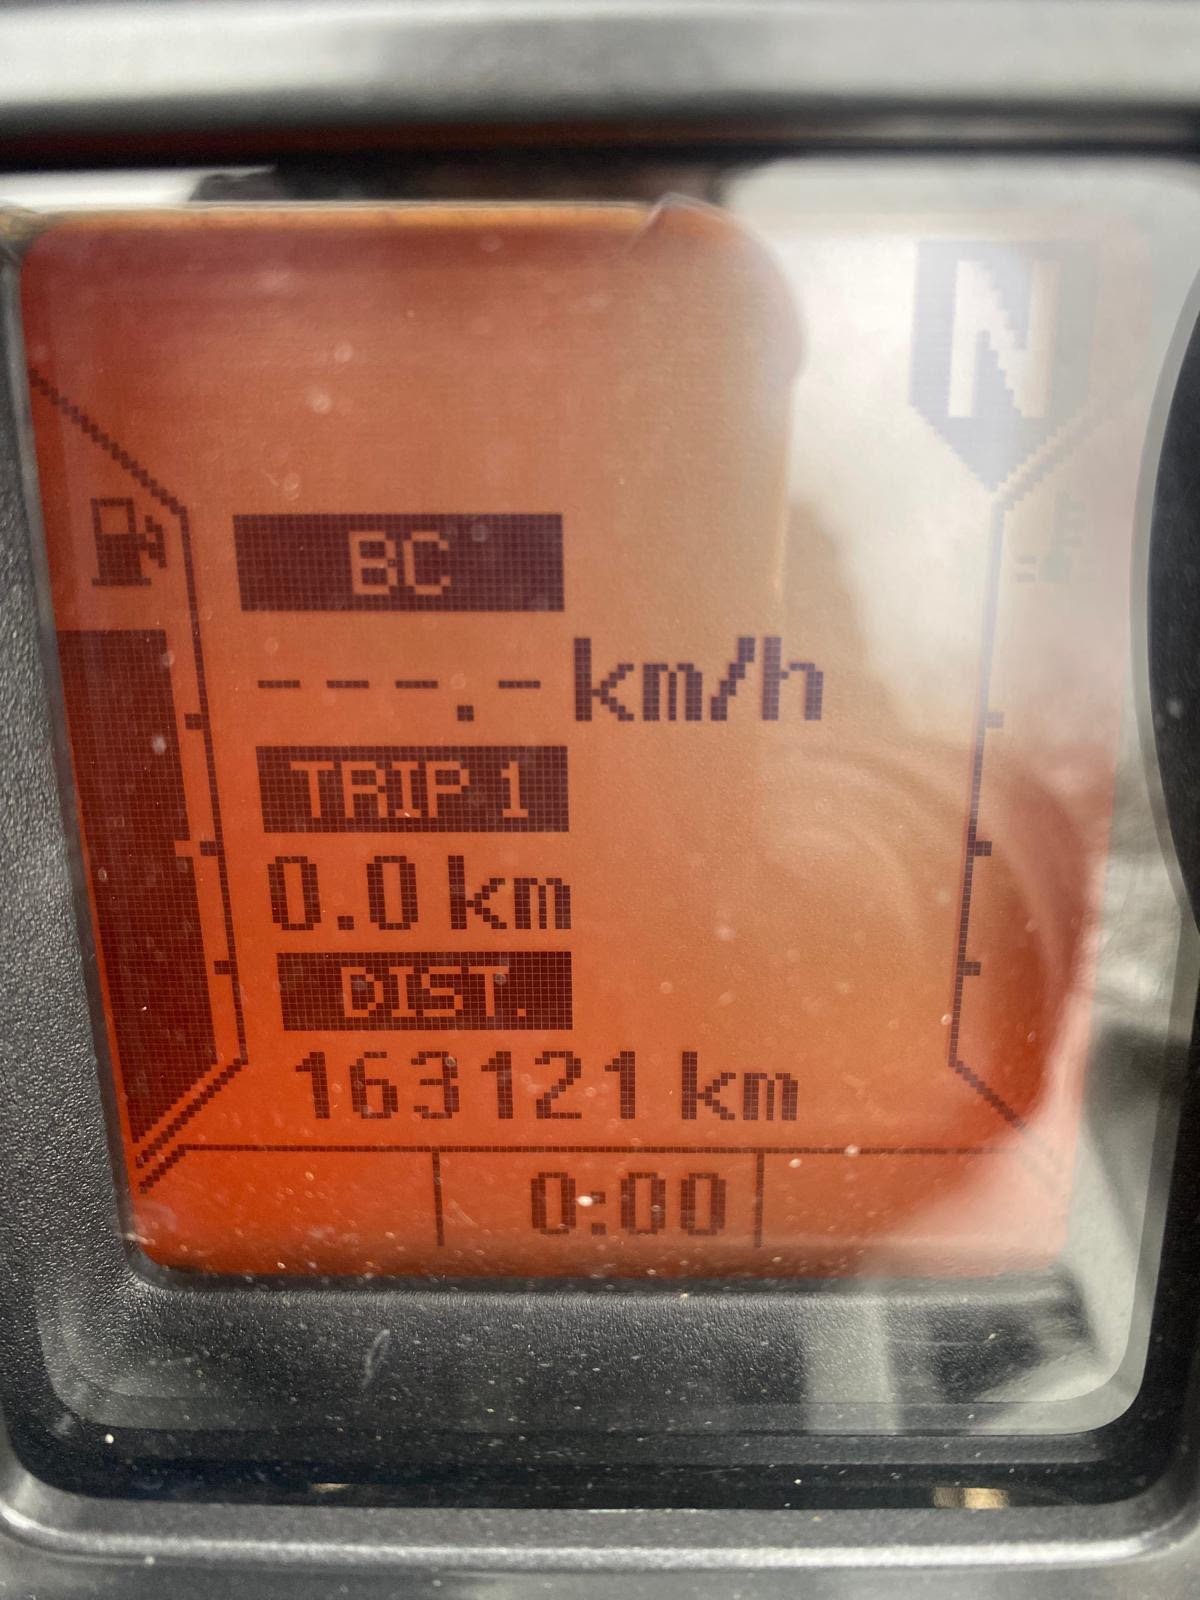 N
BC
---.- km/h
TRIP 1
0.0 km
DIST.
163121 km
0:00